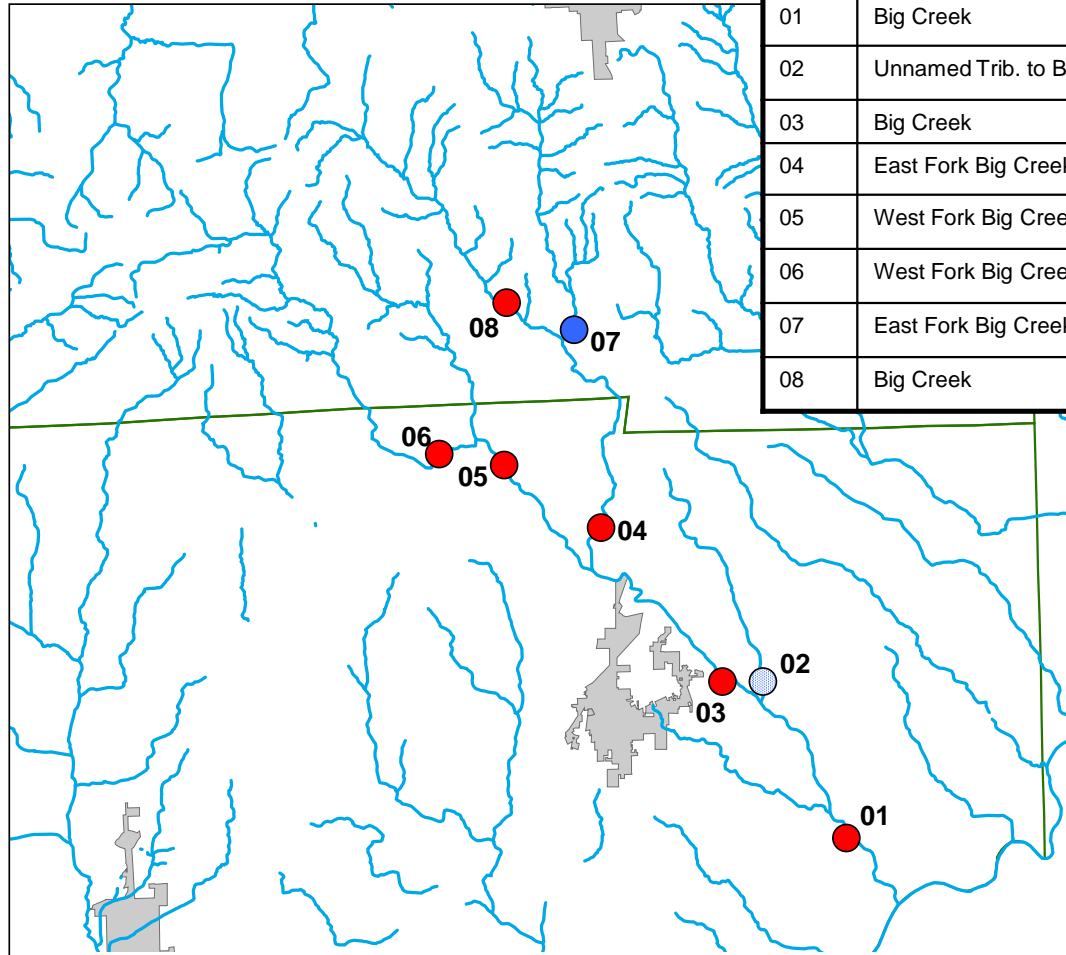 01 Big Creek
02 Unnamed Trib. to B
03 Big Creek
04 East Fork Big Creek
05 West Fork Big Cree
06 West Fork Big Cree
07 East Fork Big Creek
08 Big Creek
08
07
06
05
04
02
03
01